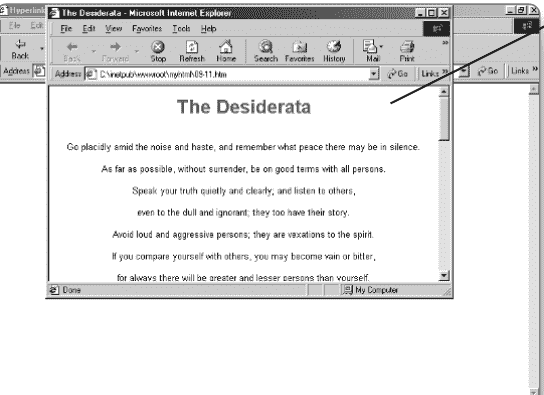 Hyperlink
The Desiderata - Microsoft Internet Explorer
File Edit
File Edit View Favorites Tools Help
Back
Back Forward Stop Refresh Home Search Favorites History Mail Print »
Address
Address C:\inetpub\wwwroot\myhtml\09-11.htm Go Links »
Go Links »
The Desiderata
Go placidly amid the noise and haste, and remember what peace there may be in silence.
As far as possible, without surrender, be on good terms with all persons.
Speak your truth quietly and clearly; and listen to others,
even to the dull and ignorant; they too have their story.
Avoid loud and aggressive persons; they are vexations to the spirit.
If you compare yourself with others, you may become vain or bitter,
for always there will be greater and lesser persons than yourself.
Done My Computer